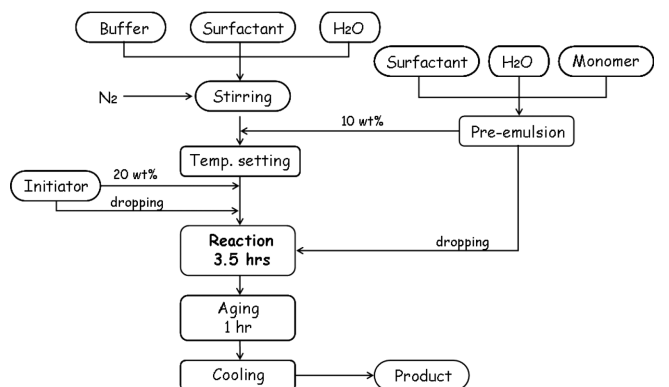 Buffer
Surfactant
H₂O
Surfactant
H₂O
Monomer
N₂
Stirring
10 wt%
Pre-emulsion
Temp. setting
Initiator
20 wt%
dropping
Reaction
3.5 hrs
dropping
Aging
1 hr
Cooling
Product